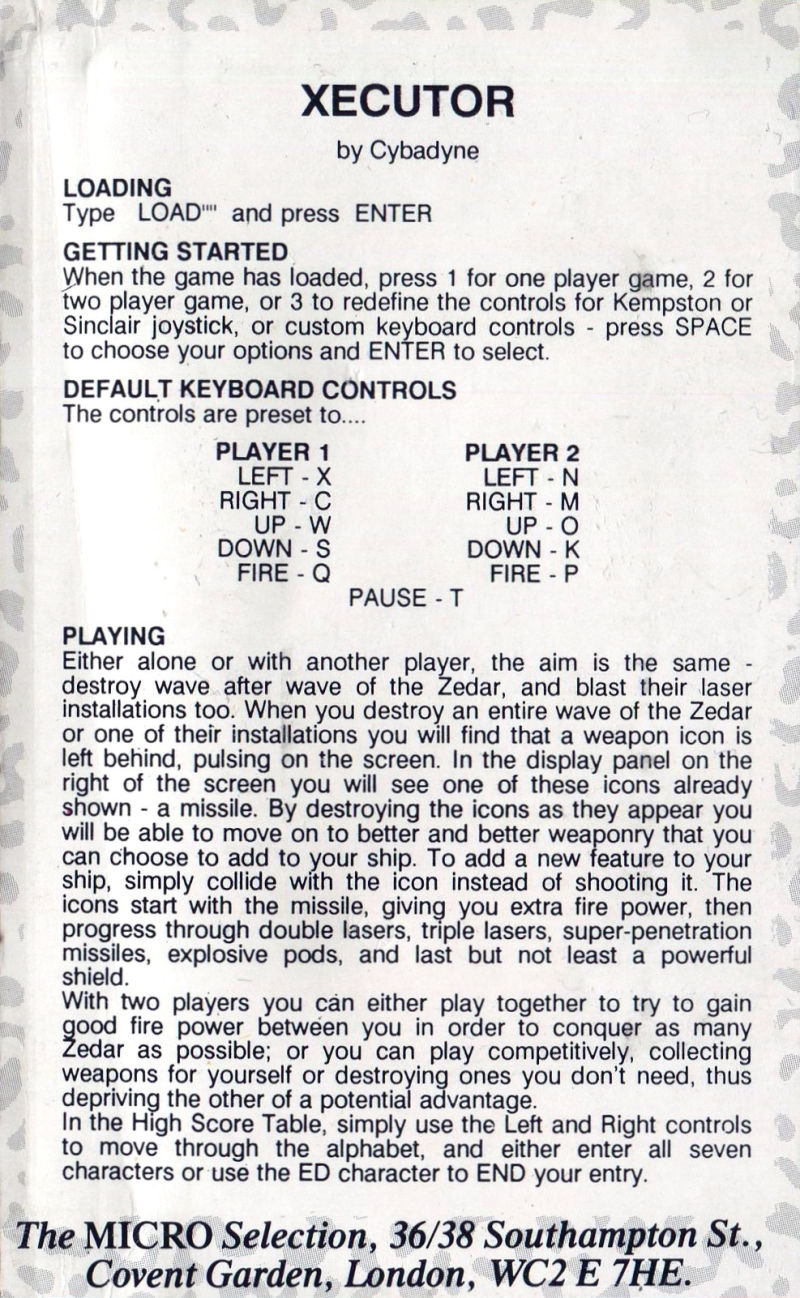 XECUTOR
by Cybadyne
LOADING
Type LOAD"" and press ENTER
GETTING STARTED
When the game has loaded, press 1 for one player game, 2 for
two player game, or 3 to redefine the controls for Kempston or
Sinclair joystick, or custom keyboard controls - press SPACE
to choose your options and ENTER to select.
DEFAULT KEYBOARD CONTROLS
The controls are preset to....
PLAYER 1 PLAYER 2
LEFT - X LEFT - N
RIGHT - C RIGHT - M
UP - W UP - O
DOWN - S DOWN - K
FIRE - Q FIRE - P
PAUSE - T
PLAYING
Either alone or with another player, the aim is the same -
destroy wave after wave of the Zedar, and blast their laser
installations too. When you destroy an entire wave of the Zedar
or one of their installations you will find that a weapon icon is
left behind, pulsing on the screen. In the display panel on the
right of the screen you will see one of these icons already
shown - a missile. By destroying the icons as they appear you
will be able to move on to better and better weaponry that you
can choose to add to your ship. To add a new feature to your
ship, simply collide with the icon instead of shooting it. The
icons start with the missile, giving you extra fire power, then
progress through double lasers, triple lasers, super-penetration
missiles, explosive pods, and last but not least a powerful
shield.
With two players you can either play together to try to gain
good fire power between you in order to conquer as many
Zedar as possible; or you can play competitively, collecting
weapons for yourself or destroying ones you don't need, thus
depriving the other of a potential advantage.
In the High Score Table, simply use the Left and Right controls
to move through the alphabet, and either enter all seven
characters or use the ED character to END your entry.
The MICRO Selection, 36/38 Southampton St.,
Covent Garden, London, WC2 E 7HE.